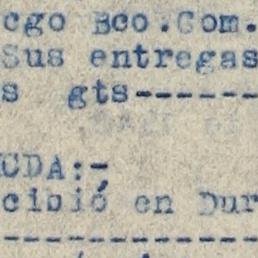 cgo Bco.Com.
Sus entregas
s gts------
CDA:-
cibió en Dur
------------